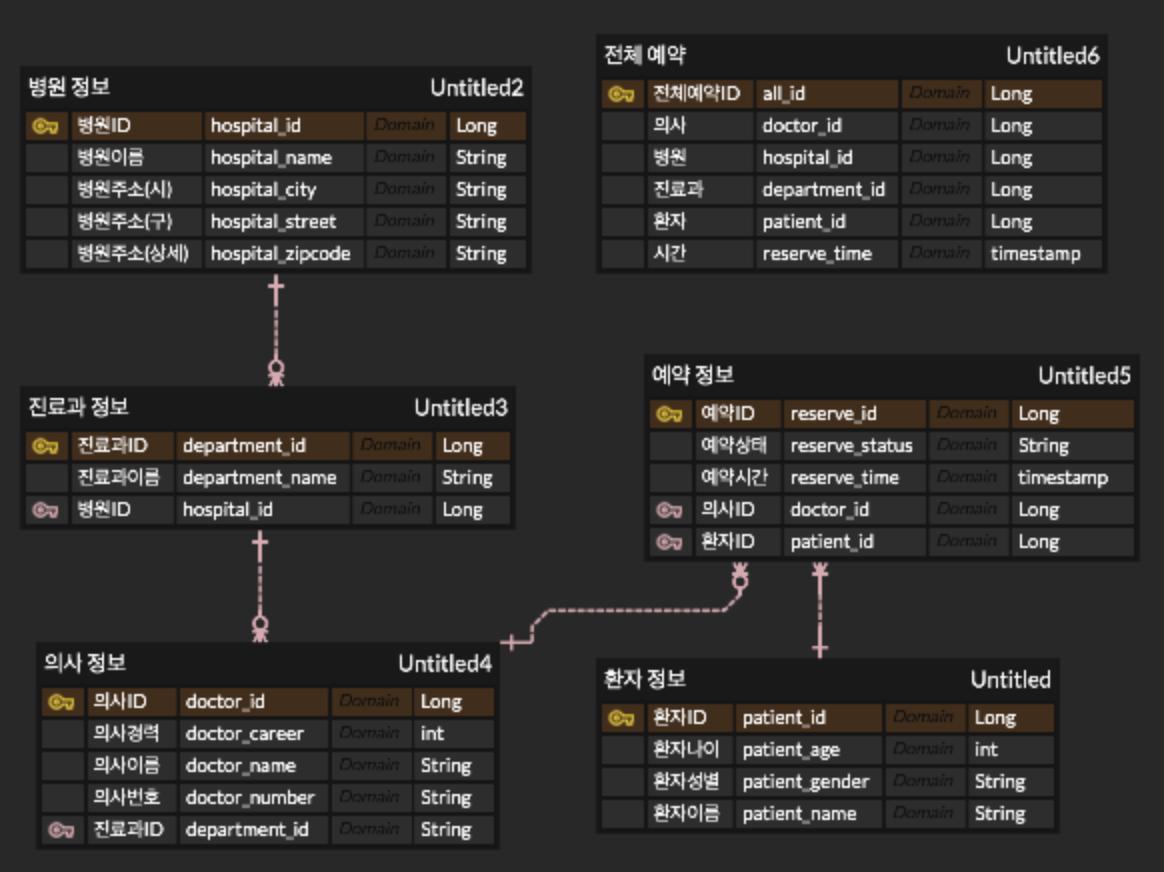 병원 정보 Untitled2
병원ID hospital_id Domain Long
병원이름 hospital_name Domain String
병원주소(시) hospital_city Domain String
병원주소(구) hospital_street Domain String
병원주소(상세) hospital_zipcode Domain String
전체 예약 Untitled6
전체예약ID all_id Domain Long
의사 doctor_id Domain Long
병원 hospital_id Domain Long
진료과 department_id Domain Long
환자 patient_id Domain Long
시간 reserve_time Domain timestamp
진료과 정보 Untitled3
진료과ID department_id Domain Long
진료과이름 department_name Domain String
병원ID hospital_id Domain Long
예약 정보 Untitled5
예약ID reserve_id Domain Long
예약상태 reserve_status Domain String
예약시간 reserve_time Domain timestamp
의사ID doctor_id Domain Long
환자ID patient_id Domain Long
의사 정보 Untitled4
의사ID doctor_id Domain Long
의사경력 doctor_career Domain int
의사이름 doctor_name Domain String
의사번호 doctor_number Domain String
진료과ID department_id Domain String
환자 정보 Untitled
환자ID patient_id Domain Long
환자나이 patient_age Domain int
환자성별 patient_gender Domain String
환자이름 patient_name Domain String